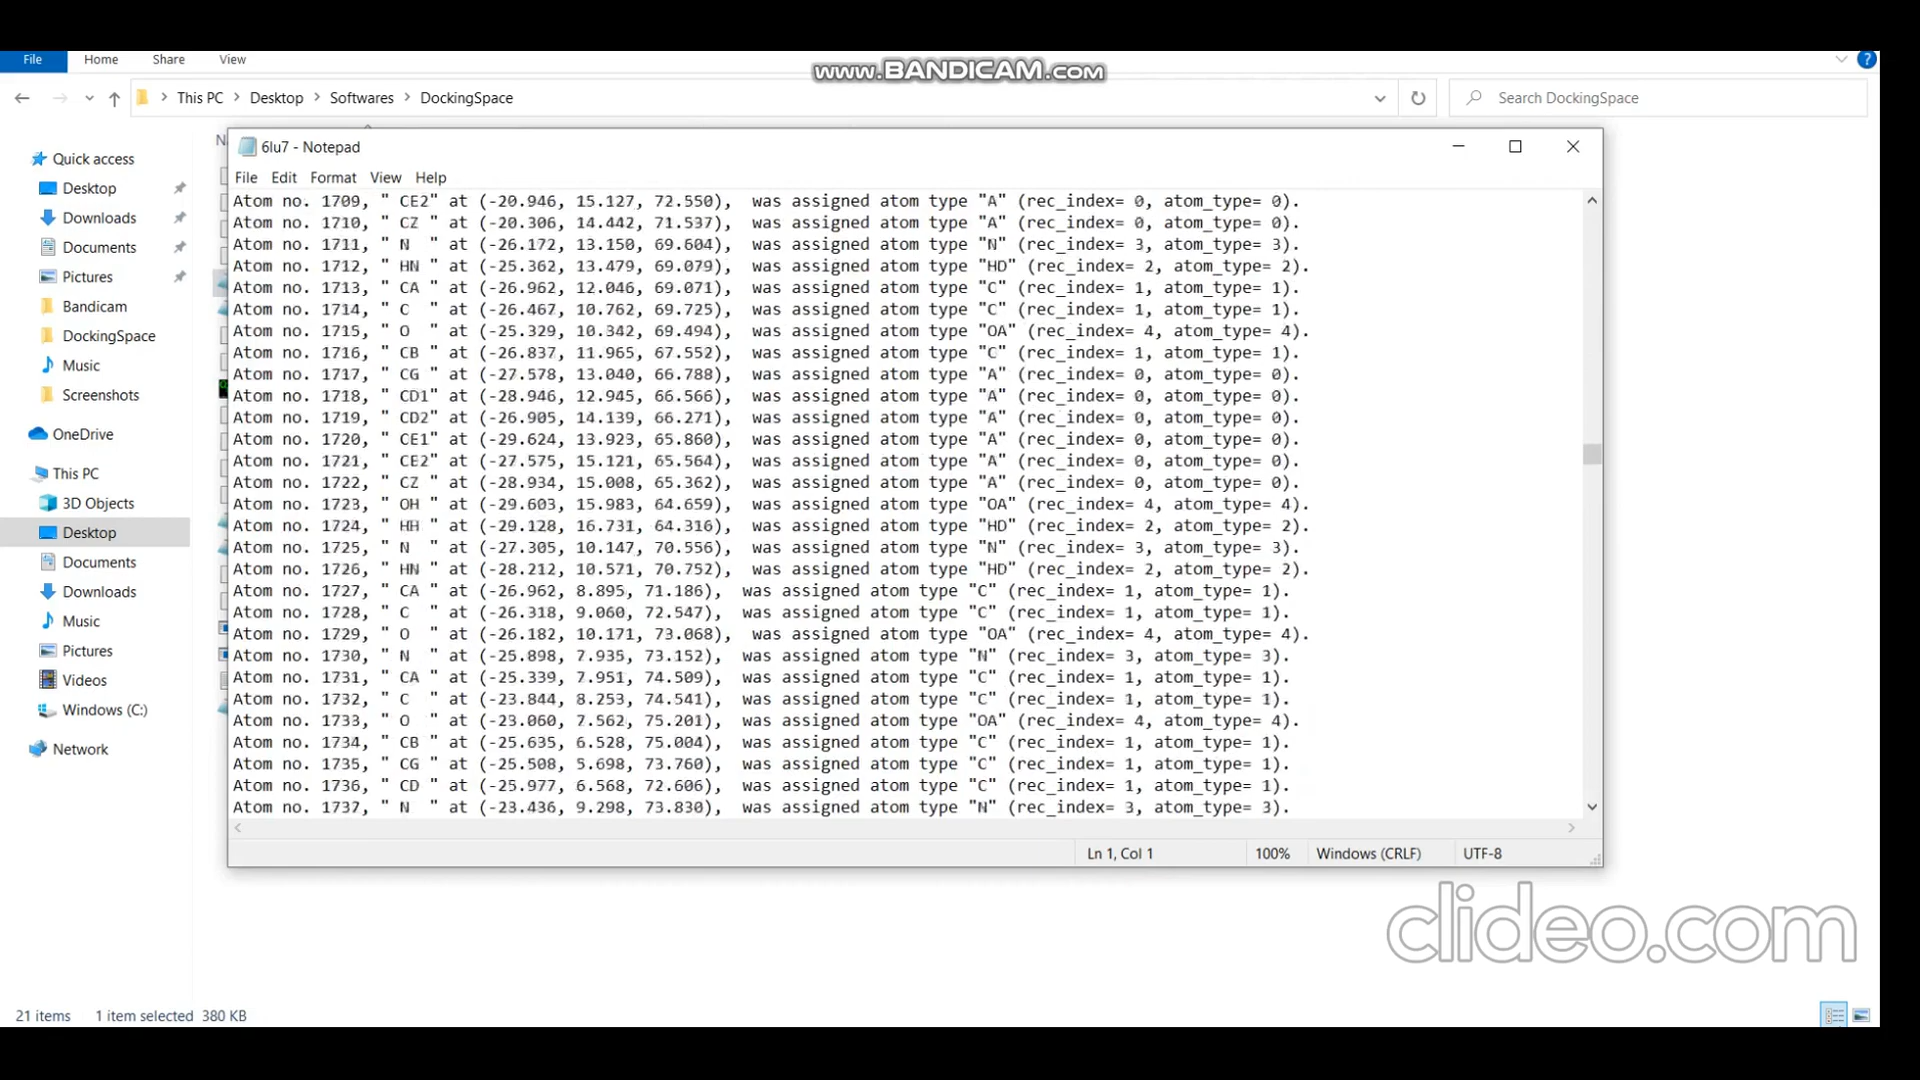 File Home Share View
www.BANDICAM.com
This PC Desktop Softwares DockingSpace
Search DockingSpace
Quick access
Desktop
Downloads
Documents
Pictures
Bandicam
DockingSpace
Music
Screenshots
OneDrive
This PC
3D Objects
Desktop
Documents
Downloads
Music
Pictures
Videos
Windows (C:)
Network
6lu7 - Notepad
File Edit Format View Help
Atom no. 1709, " CE2" at (-20.946, 15.127, 72.550), was assigned atom type "A" (rec_index= 0, atom_type= 0).
Atom no. 1710, " CZ " at (-20.306, 14.442, 71.537), was assigned atom type "A" (rec_index= 0, atom_type= 0).
Atom no. 1711, " N  " at (-26.172, 13.150, 69.604), was assigned atom type "N" (rec_index= 3, atom_type= 3).
Atom no. 1712, " HN " at (-25.362, 13.479, 69.079), was assigned atom type "HD" (rec_index= 2, atom_type= 2).
Atom no. 1713, " CA " at (-26.962, 12.046, 69.071), was assigned atom type "C" (rec_index= 1, atom_type= 1).
Atom no. 1714, " C  " at (-26.467, 10.762, 69.725), was assigned atom type "C" (rec_index= 1, atom_type= 1).
Atom no. 1715, " O  " at (-25.329, 10.342, 69.494), was assigned atom type "OA" (rec_index= 4, atom_type= 4).
Atom no. 1716, " CB " at (-26.837, 11.965, 67.552), was assigned atom type "C" (rec_index= 1, atom_type= 1).
Atom no. 1717, " CG " at (-27.578, 13.040, 66.788), was assigned atom type "A" (rec_index= 0, atom_type= 0).
Atom no. 1718, " CD1" at (-28.946, 12.945, 66.566), was assigned atom type "A" (rec_index= 0, atom_type= 0).
Atom no. 1719, " CD2" at (-26.905, 14.139, 66.271), was assigned atom type "A" (rec_index= 0, atom_type= 0).
Atom no. 1720, " CE1" at (-29.624, 13.923, 65.860), was assigned atom type "A" (rec_index= 0, atom_type= 0).
Atom no. 1721, " CE2" at (-27.575, 15.121, 65.564), was assigned atom type "A" (rec_index= 0, atom_type= 0).
Atom no. 1722, " CZ " at (-28.934, 15.008, 65.362), was assigned atom type "A" (rec_index= 0, atom_type= 0).
Atom no. 1723, " OH " at (-29.603, 15.983, 64.659), was assigned atom type "OA" (rec_index= 4, atom_type= 4).
Atom no. 1724, " HH " at (-29.128, 16.731, 64.316), was assigned atom type "HD" (rec_index= 2, atom_type= 2).
Atom no. 1725, " N  " at (-27.305, 10.147, 70.556), was assigned atom type "N" (rec_index= 3, atom_type= 3).
Atom no. 1726, " HN " at (-28.212, 10.571, 70.752), was assigned atom type "HD" (rec_index= 2, atom_type= 2).
Atom no. 1727, " CA " at (-26.962, 8.895, 71.186), was assigned atom type "C" (rec_index= 1, atom_type= 1).
Atom no. 1728, " C  " at (-26.318, 9.060, 72.547), was assigned atom type "C" (rec_index= 1, atom_type= 1).
Atom no. 1729, " O  " at (-26.182, 10.171, 73.068), was assigned atom type "OA" (rec_index= 4, atom_type= 4).
Atom no. 1730, " N  " at (-25.898, 7.935, 73.152), was assigned atom type "N" (rec_index= 3, atom_type= 3).
Atom no. 1731, " CA " at (-25.339, 7.951, 74.509), was assigned atom type "C" (rec_index= 1, atom_type= 1).
Atom no. 1732, " C  " at (-23.844, 8.253, 74.541), was assigned atom type "C" (rec_index= 1, atom_type= 1).
Atom no. 1733, " O  " at (-23.060, 7.562, 75.201), was assigned atom type "OA" (rec_index= 4, atom_type= 4).
Atom no. 1734, " CB " at (-25.635, 6.528, 75.004), was assigned atom type "C" (rec_index= 1, atom_type= 1).
Atom no. 1735, " CG " at (-25.508, 5.698, 73.760), was assigned atom type "C" (rec_index= 1, atom_type= 1).
Atom no. 1736, " CD " at (-25.977, 6.568, 72.606), was assigned atom type "C" (rec_index= 1, atom_type= 1).
Atom no. 1737, " N  " at (-23.436, 9.298, 73.830), was assigned atom type "N" (rec_index= 3, atom_type= 3).
Ln 1, Col 1 100% Windows (CRLF) UTF-8
clideo.com
21 items 1 item selected 380 KB